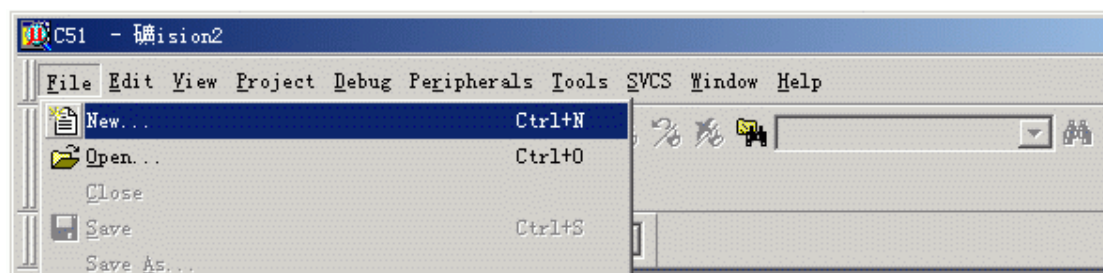 C51 - 礦ision2
File Edit View Project Debug Peripherals Tools SVCS Window Help
New... Ctrl+N
Open... Ctrl+O
Close
Save Ctrl+S
Save As...